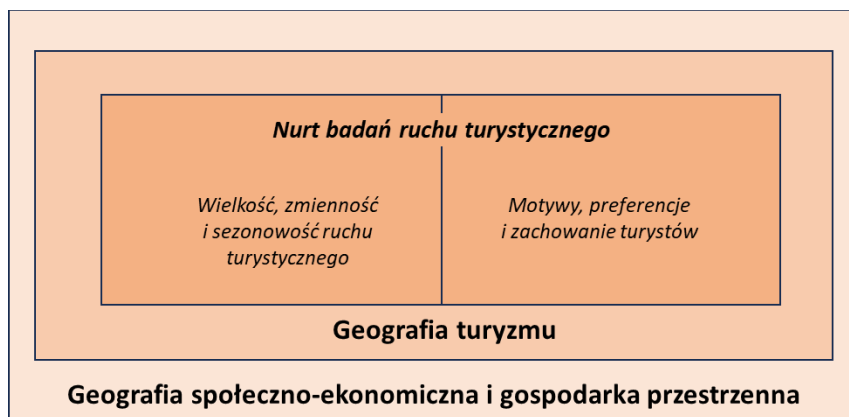 Nurt badań ruchu turystycznego
Wielkość, zmienność
i sezonowość ruchu
turystycznego
Motywy, preferencje
i zachowanie turystów
Geografia turyzmu
Geografia społeczno-ekonomiczna i gospodarka przestrzenna